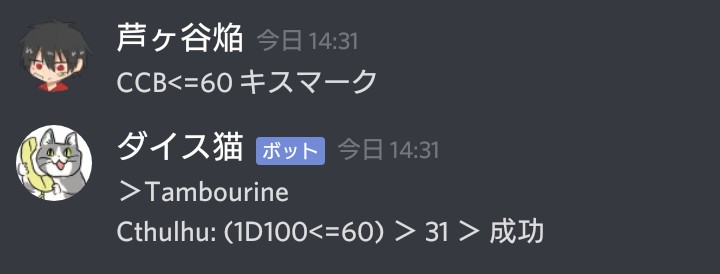 芦ヶ谷焔 今日 14:31
CCB<=60 キスマーク
ダイス猫 ボット 今日 14:31
＞Tambourine
Cthulhu: (1D100<=60) ＞ 31 ＞ 成功